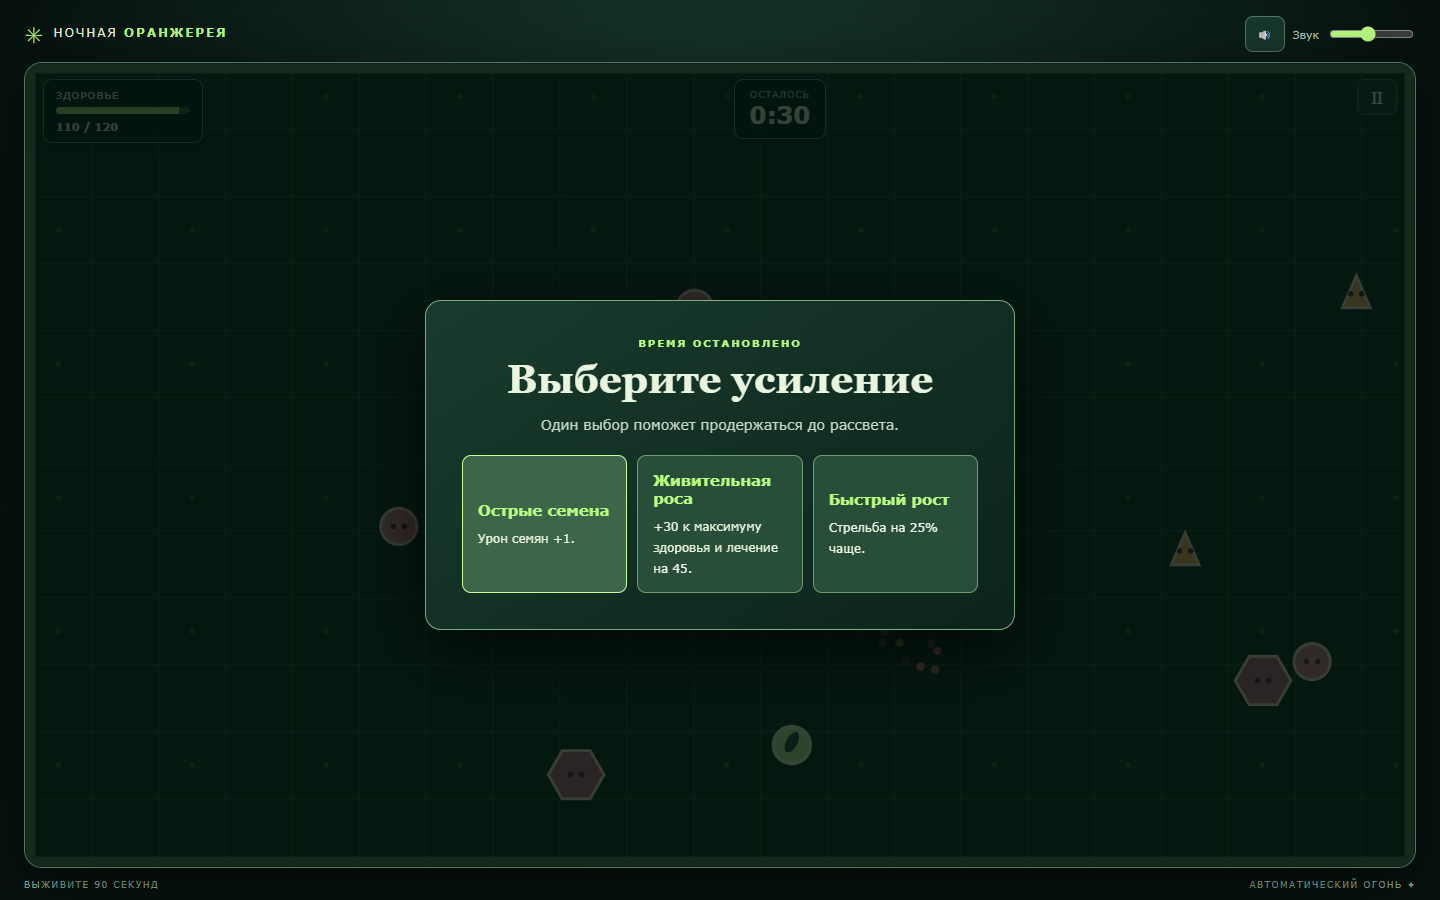 НОЧНАЯ ОРАНЖЕРЕЯ
Звук
ЗДОРОВЬЕ
110 / 120
ОСТАЛОСЬ
0:30
II
ВРЕМЯ ОСТАНОВЛЕНО
Выберите усиление
Один выбор поможет продержаться до рассвета.
Острые семена
Урон семян +1.
Живительная
роса
+30 к максимуму
здоровья и лечение
на 45.
Быстрый рост
Стрельба на 25%
чаще.
ВЫЖИВИТЕ 90 СЕКУНД
АВТОМАТИЧЕСКИЙ ОГОНЬ ✦